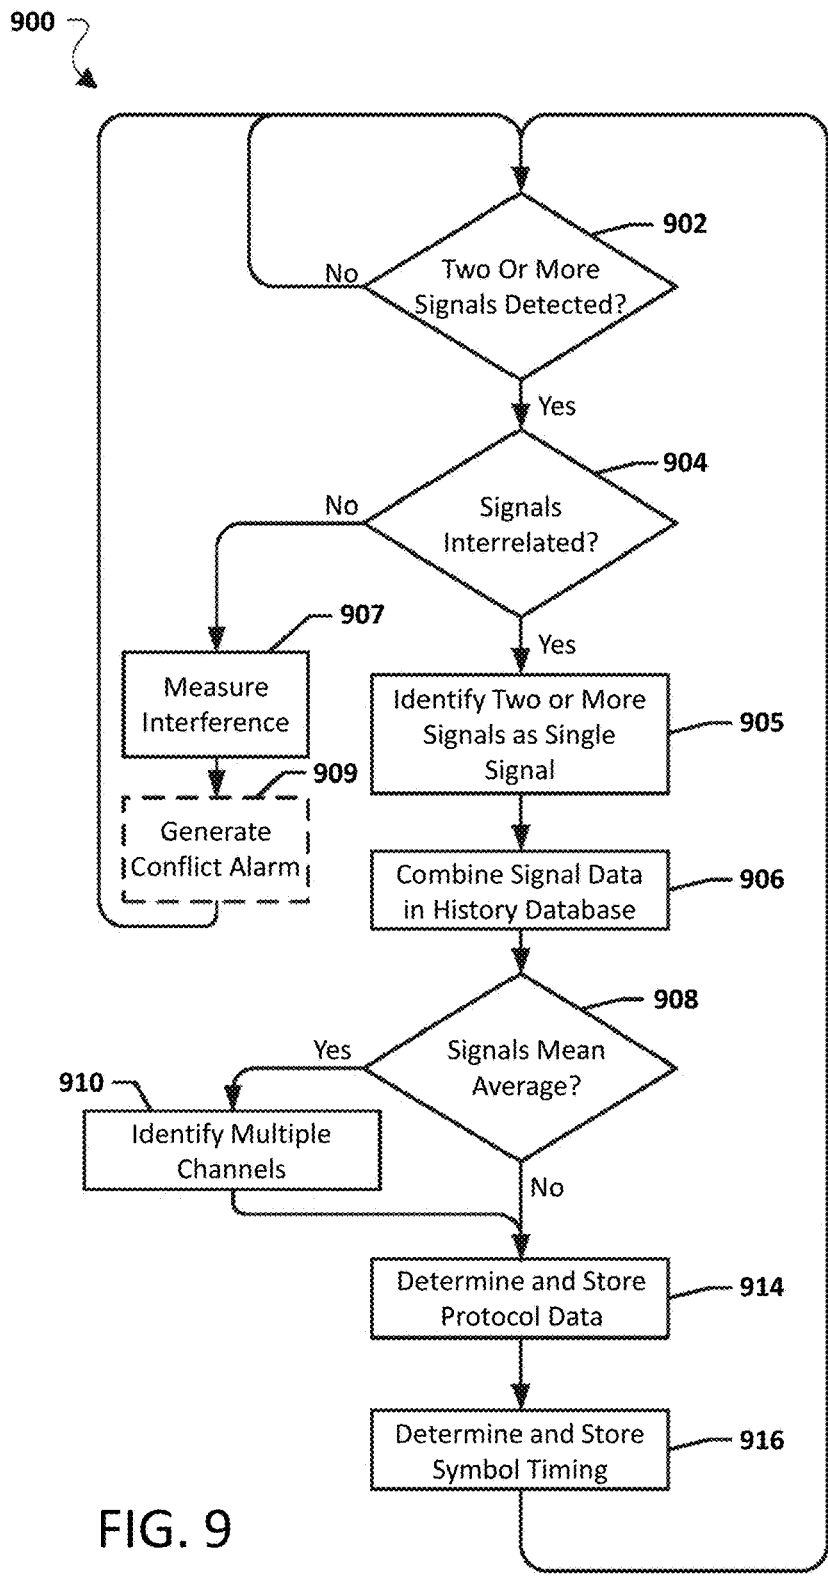 900
902
No
Two Or More
Signals Detected?
Yes
904
No
Signals
Interrelated?
907
Yes
Measure
Interference
Identify Two or More
Signals as Single
Signal
905
909
Generate
Conflict Alarm
Combine Signal Data
in History Database
906
908
Yes
Signals Mean
Average?
910
Identify Multiple
Channels
No
Determine and Store
Protocol Data
914
Determine and Store
Symbol Timing
916
FIG. 9